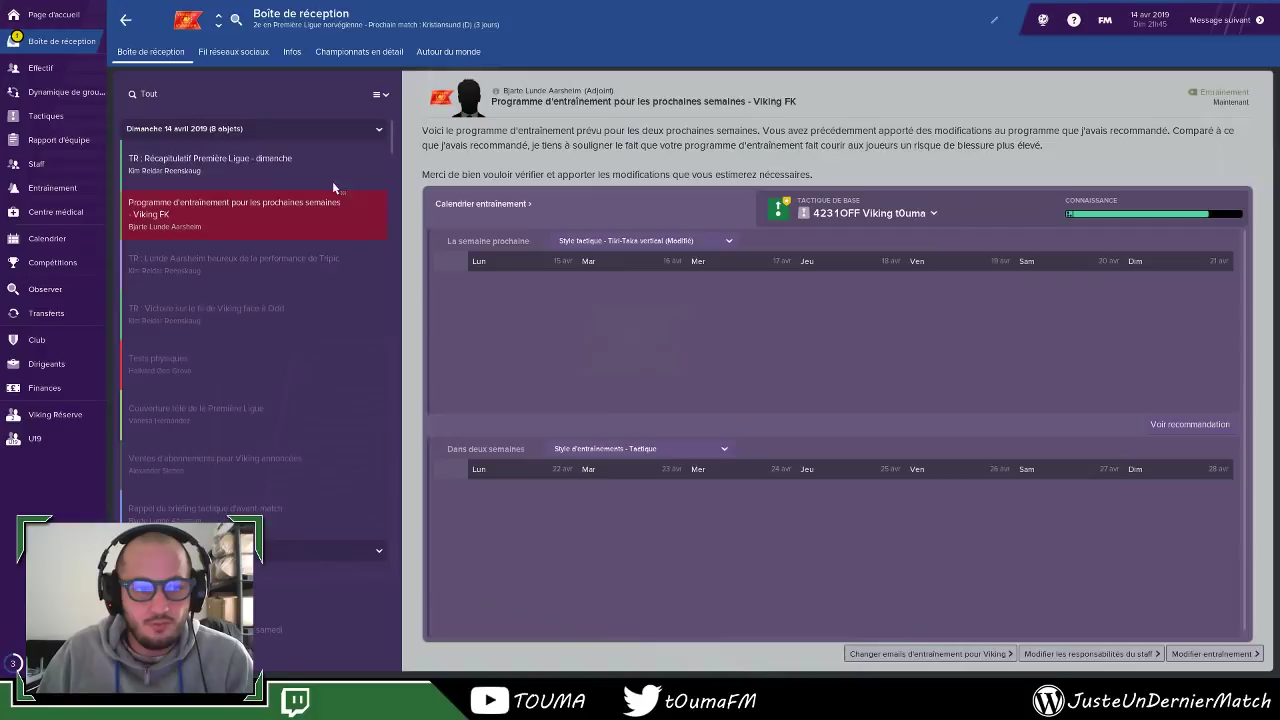 Page d'accueil
Boîte de réception
Effectif
Dynamique de grou...
Tactiques
Rapport d'équipe
Staff
Entraînement
Centre médical
Calendrier
Compétitions
Observer
Transferts
Club
Dirigeants
Finances
Viking Réserve
U19
3
Boîte de réception
2e en Première Ligue norvégienne - Prochain match : Kristiansund (D) (3 jours)
FM
14 avr 2019
Dim 21h45
Message suivant
Boîte de réception
Fil réseaux sociaux
Infos
Championnats en détail
Autour du monde
Tout
Dimanche 14 avril 2019 (8 objets)
TR : Récapitulatif Première Ligue - dimanche
Kim Reidar Reenskaug
Programme d'entraînement pour les prochaines semaines
- Viking FK
Bjarte Lunde Aarsheim
TR : Lunde Aarsheim heureux de la performance de Tripic
Kim Reidar Reenskaug
TR : Victoire sur le fil de Viking face à Odd
Kim Reidar Reenskaug
Tests physiques
Couverture télé de la Première Ligue
Vanesa Hernandez
Ventes d'abonnements pour Viking annoncées
Rappel du briefing tactique d'avant match
Bjarte Lunde Aarsheim
samedi
Bjarte Lunde Aarsheim (Adjoint)
Programme d'entraînement pour les prochaines semaines - Viking FK
Entraînement
Maintenant
Voici le programme d'entraînement prévu pour les deux prochaines semaines. Vous avez précédemment apporté des modifications au programme que j'avais recommandé. Comparé à ce
que j'avais recommandé, je tiens à souligner le fait que votre programme d'entraînement fait courir aux joueurs un risque de blessure plus élevé.
Merci de bien vouloir vérifier et apporter les modifications que vous estimerez nécessaires.
Calendrier entraînement >
TACTIQUE DE BASE
4231OFF Viking t0uma
CONNAISSANCE
La semaine prochaine
Style tactique - Tiki-Taka vertical (Modifié)
Lun 15 avr Mar 16 avr Mer 17 avr Jeu 18 avr Ven 19 avr Sam 20 avr Dim 21 avr
Voir recommandation
Dans deux semaines
Style d'entraînements - Tactique
Lun 22 avr Mar 23 avr Mer 24 avr Jeu 25 avr Ven 26 avr Sam 27 avr Dim 28 avr
Changer emails d'entraînement pour Viking >
Modifier les responsabilités du staff >
Modifier entraînement >
TOUMA
t0umaFM
JusteUnDernierMatch